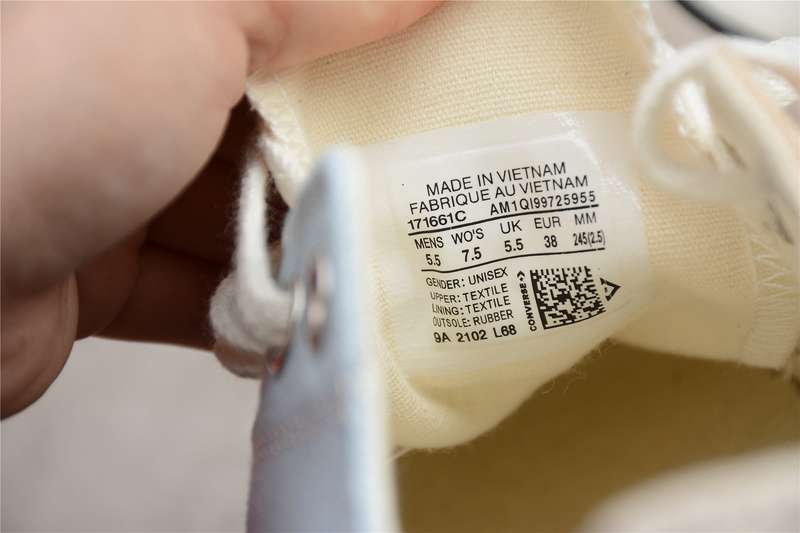 MADE IN VIETNAM
FABRIQUE AU VIETNAM
171661C AM1QI99725955
MENS WO'S UK EUR MM
5.5 7.5 5.5 38 245(2.5)
GENDER: UNISEX
UPPER: TEXTILE
LINING: TEXTILE
OUTSOLE: RUBBER
9A 2102 L68
CONVERSE